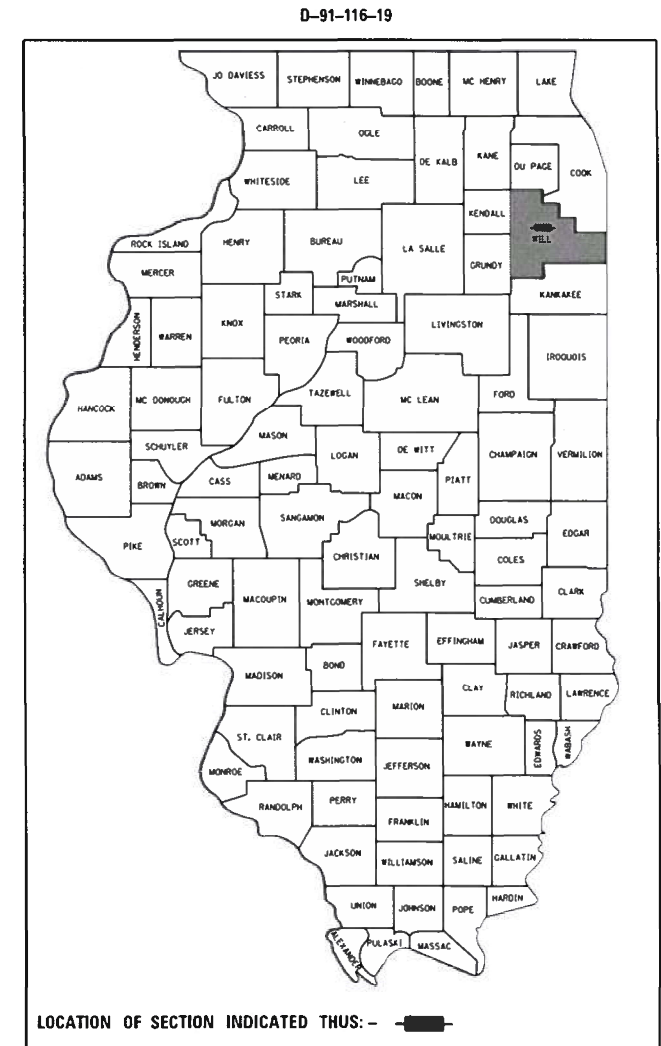 D-91-116-19
JO DAVIESS STEPHENSON WINNEBAGO BOONE MC HENRY LAKE
CARROLL OGLE
DE KALB KANE DU PAGE COOK
WHITESIDE LEE
KENDALL
ROCK ISLAND HENRY BUREAU LA SALLE WILL
MERCER PUTNAM GRUNDY
STARK MARSHALL KANKAKEE
HENDERSON WARREN KNOX PEORIA WOODFORD LIVINGSTON
IROQUOIS
HANCOCK MC DONOUGH FULTON TAZEWELL MC LEAN FORD
SCHUYLER MASON
ADAMS BROWN CASS MENARD LOGAN DE WITT PIATT CHAMPAIGN VERMILION
MACON
PIKE SCOTT MORGAN SANGAMON CHRISTIAN MOULTRIE DOUGLAS EDGAR
COLES
CALHOUN GREENE MACOUPIN MONTGOMERY SHELBY CUMBERLAND CLARK
JERSEY
FAYETTE EFFINGHAM JASPER CRAWFORD
MADISON BOND
CLAY RICHLAND LAWRENCE
CLINTON MARION
ST. CLAIR WAYNE EDWARDS WABASH
MONROE WASHINGTON JEFFERSON
RANDOLPH PERRY HAMILTON WHITE
FRANKLIN
JACKSON WILLIAMSON SALINE GALLATIN
UNION JOHNSON POPE HARDIN
ALEXANDER PULASKI MASSAC
LOCATION OF SECTION INDICATED THUS: –